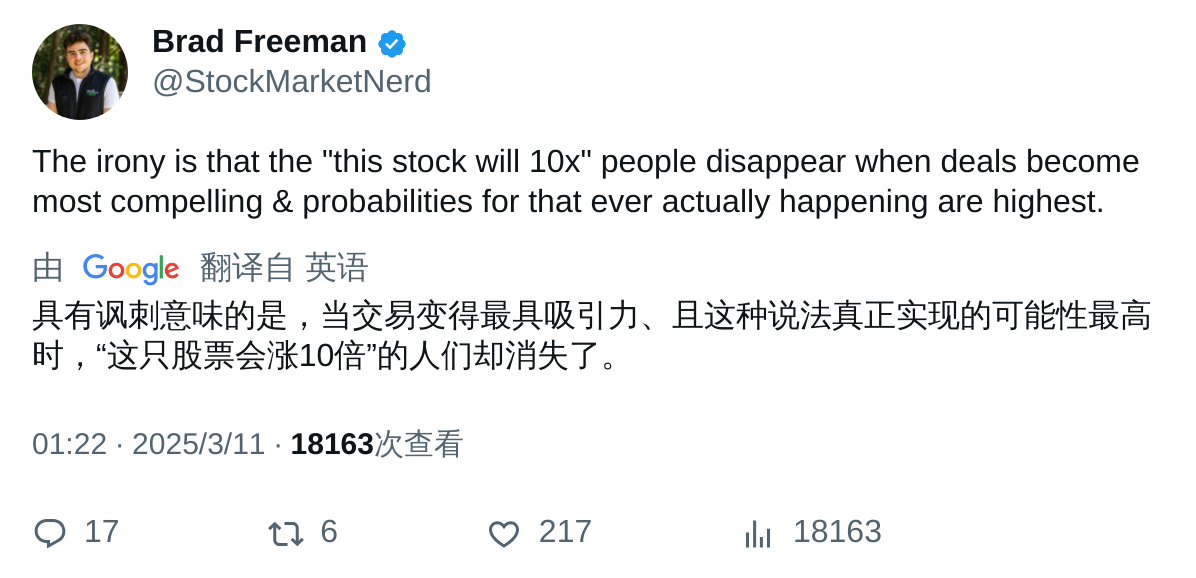 Brad Freeman
@StockMarketNerd
The irony is that the "this stock will 10x" people disappear when deals become
most compelling & probabilities for that ever actually happening are highest.
由 Google 翻译自 英语
具有讽刺意味的是，当交易变得最具吸引力、且这种说法真正实现的可能性最高
时，“这只股票会涨10倍”的人们却消失了。
01:22 · 2025/3/11 · 18163次查看
17 6 217 18163